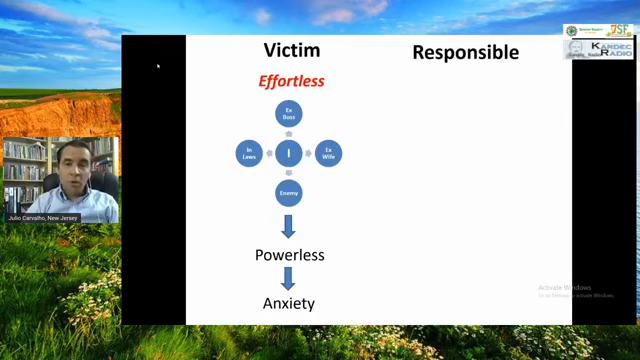 Victim
Responsible
KARDEC
RADIO
Effortless
Ex
Boss
In
Laws
I
Ex
Wife
Enemy
Powerless
Anxiety
Julio Carvalho, New Jersey
Activate Windows